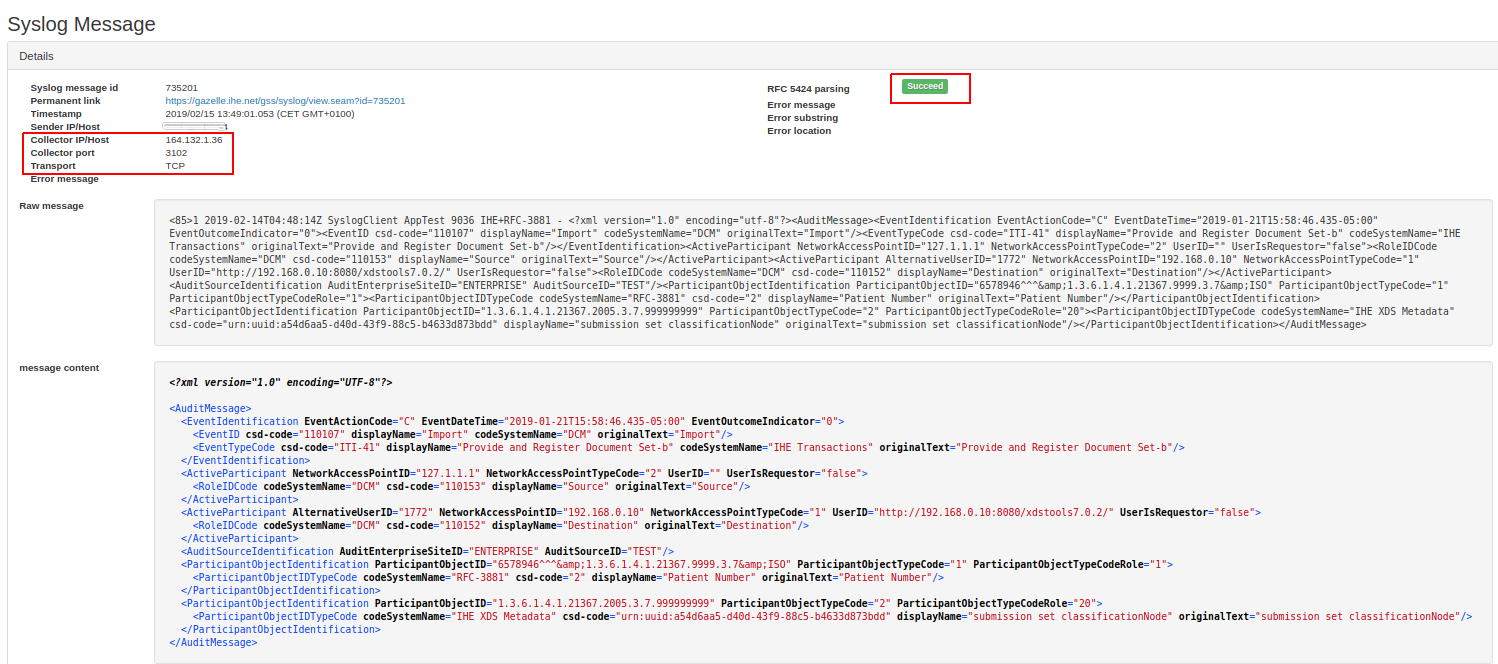 Syslog Message
Details
Syslog message id 735201
Permanent link https://gazelle.ihe.net/gss/syslog/view.seam?id=735201
Timestamp 2019/02/15 13:49:01.053 (CET GMT+0100)
Sender IP/Host
Collector IP/Host 164.132.1.36
Collector port 3102
Transport TCP
Error message
RFC 5424 parsing Succeed
Error message
Error substring
Error location
Raw message
<85>1 2019-02-14T04:48:14Z SyslogClient AppTest 9036 IHE+RFC-3881 - <?xml version="1.0" encoding="utf-8"?><AuditMessage><EventIdentification EventActionCode="C" EventDateTime="2019-01-21T15:58:46.435-05:00"
EventOutcomeIndicator="0"><EventID csd-code="110107" displayName="Import" codeSystemName="DCM" originalText="Import"/><EventTypeCode csd-code="ITI-41" displayName="Provide and Register Document Set-b" codeSystemName="IHE
Transactions" originalText="Provide and Register Document Set-b"/></EventIdentification><ActiveParticipant NetworkAccessPointID="127.1.1.1" NetworkAccessPointTypeCode="2" UserID="" UserIsRequestor="false"><RoleIDCode
codeSystemName="DCM" csd-code="110153" displayName="Source" originalText="Source"/></ActiveParticipant><ActiveParticipant AlternativeUserID="1772" NetworkAccessPointID="192.168.0.10" NetworkAccessPointTypeCode="1"
UserID="http://192.168.0.10:8080/xdstools7.0.2/" UserIsRequestor="false"><RoleIDCode codeSystemName="DCM" csd-code="110152" displayName="Destination" originalText="Destination"/></ActiveParticipant>
<AuditSourceIdentification AuditEnterpriseSiteID="ENTERPRISE" AuditSourceID="TEST"/><ParticipantObjectIdentification ParticipantObjectID="6578946^^^&amp;1.3.6.1.4.1.21367.9999.3.7&amp;ISO" ParticipantObjectTypeCode="1"
ParticipantObjectTypeCodeRole="1"><ParticipantObjectIDTypeCode codeSystemName="RFC-3881" csd-code="2" displayName="Patient Number" originalText="Patient Number"/></ParticipantObjectIdentification>
<ParticipantObjectIdentification ParticipantObjectID="1.3.6.1.4.1.21367.2005.3.7.999999999" ParticipantObjectTypeCode="2" ParticipantObjectTypeCodeRole="20"><ParticipantObjectIDTypeCode codeSystemName="IHE XDS Metadata"
csd-code="urn:uuid:a54d6aa5-d40d-43f9-88c5-b4633d873bdd" displayName="submission set classificationNode" originalText="submission set classificationNode"/></ParticipantObjectIdentification></AuditMessage>
message content
<?xml version="1.0" encoding="UTF-8"?>
<AuditMessage>
<EventIdentification EventActionCode="C" EventDateTime="2019-01-21T15:58:46.435-05:00" EventOutcomeIndicator="0">
<EventID csd-code="110107" displayName="Import" codeSystemName="DCM" originalText="Import"/>
<EventTypeCode csd-code="ITI-41" displayName="Provide and Register Document Set-b" codeSystemName="IHE Transactions" originalText="Provide and Register Document Set-b"/>
</EventIdentification>
<ActiveParticipant NetworkAccessPointID="127.1.1.1" NetworkAccessPointTypeCode="2" UserID="" UserIsRequestor="false">
<RoleIDCode codeSystemName="DCM" csd-code="110153" displayName="Source" originalText="Source"/>
</ActiveParticipant>
<ActiveParticipant AlternativeUserID="1772" NetworkAccessPointID="192.168.0.10" NetworkAccessPointTypeCode="1" UserID="http://192.168.0.10:8080/xdstools7.0.2/" UserIsRequestor="false">
<RoleIDCode codeSystemName="DCM" csd-code="110152" displayName="Destination" originalText="Destination"/>
</ActiveParticipant>
<AuditSourceIdentification AuditEnterpriseSiteID="ENTERPRISE" AuditSourceID="TEST"/>
<ParticipantObjectIdentification ParticipantObjectID="6578946^^^&amp;1.3.6.1.4.1.21367.9999.3.7&amp;ISO" ParticipantObjectTypeCode="1" ParticipantObjectTypeCodeRole="1">
<ParticipantObjectIDTypeCode codeSystemName="RFC-3881" csd-code="2" displayName="Patient Number" originalText="Patient Number"/>
</ParticipantObjectIdentification>
<ParticipantObjectIdentification ParticipantObjectID="1.3.6.1.4.1.21367.2005.3.7.999999999" ParticipantObjectTypeCode="2" ParticipantObjectTypeCodeRole="20">
<ParticipantObjectIDTypeCode codeSystemName="IHE XDS Metadata" csd-code="urn:uuid:a54d6aa5-d40d-43f9-88c5-b4633d873bdd" displayName="submission set classificationNode" originalText="submission set classificationNode"/>
</ParticipantObjectIdentification>
</AuditMessage>